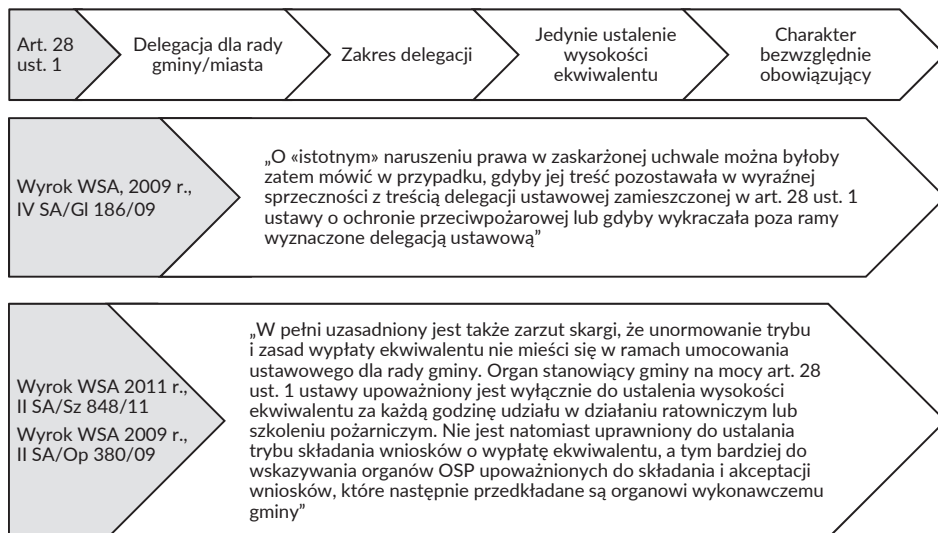 Art. 28
ust. 1
Delegacja dla rady
gminy/miasta
Zakres delegacji
Jedynie ustalenie
wysokości
ekwiwalentu
Charakter
bezwzględnie
obowiązujący
Wyrok WSA, 2009 r.,
IV SA/Gl 186/09
„O «istotnym» naruszeniu prawa w zaskarżonej uchwale można byłoby
zatem mówić w przypadku, gdyby jej treść pozostawała w wyraźnej
sprzeczności z treścią delegacji ustawowej zamieszczonej w art. 28 ust. 1
ustawy o ochronie przeciwpożarowej lub gdyby wykraczała poza ramy
wyznaczone delegacją ustawową”
Wyrok WSA 2011 r.,
II SA/Sz 848/11
Wyrok WSA 2009 r.,
II SA/Op 380/09
„W pełni uzasadniony jest także zarzut skargi, że unormowanie trybu
i zasad wypłaty ekwiwalentu nie mieści się w ramach umocowania
ustawowego dla rady gminy. Organ stanowiący gminy na mocy art. 28
ust. 1 ustawy upoważniony jest wyłącznie do ustalenia wysokości
ekwiwalentu za każdą godzinę udziału w działaniu ratowniczym lub
szkoleniu pożarniczym. Nie jest natomiast uprawniony do ustalania
trybu składania wniosków o wypłatę ekwiwalentu, a tym bardziej do
wskazywania organów OSP upoważnionych do składania i akceptacji
wniosków, które następnie przedkładane są organowi wykonawczemu
gminy”